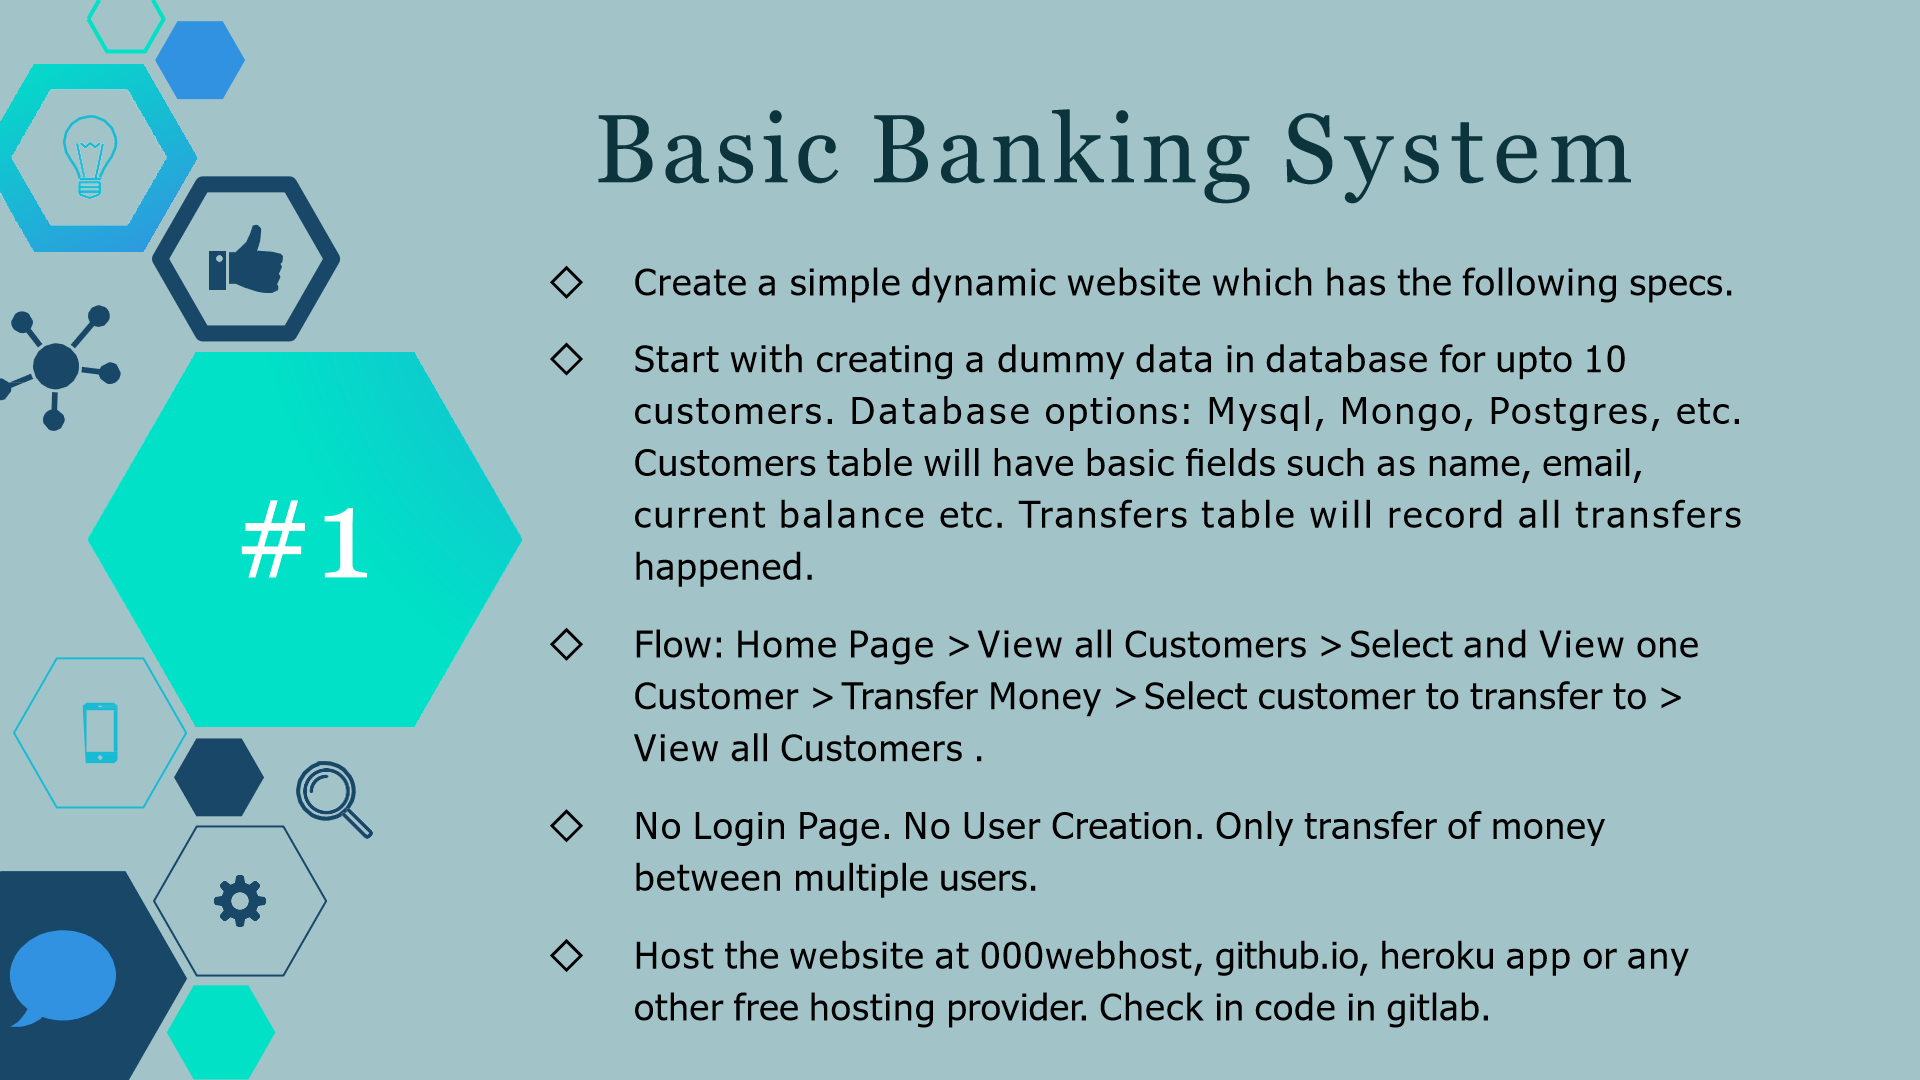 Basic Banking System
#1
◇ Create a simple dynamic website which has the following specs.
◇ Start with creating a dummy data in database for upto 10
customers. Database options: Mysql, Mongo, Postgres, etc.
Customers table will have basic fields such as name, email,
current balance etc. Transfers table will record all transfers
happened.
◇ Flow: Home Page > View all Customers > Select and View one
Customer > Transfer Money > Select customer to transfer to >
View all Customers .
◇ No Login Page. No User Creation. Only transfer of money
between multiple users.
◇ Host the website at 000webhost, github.io, heroku app or any
other free hosting provider. Check in code in gitlab.